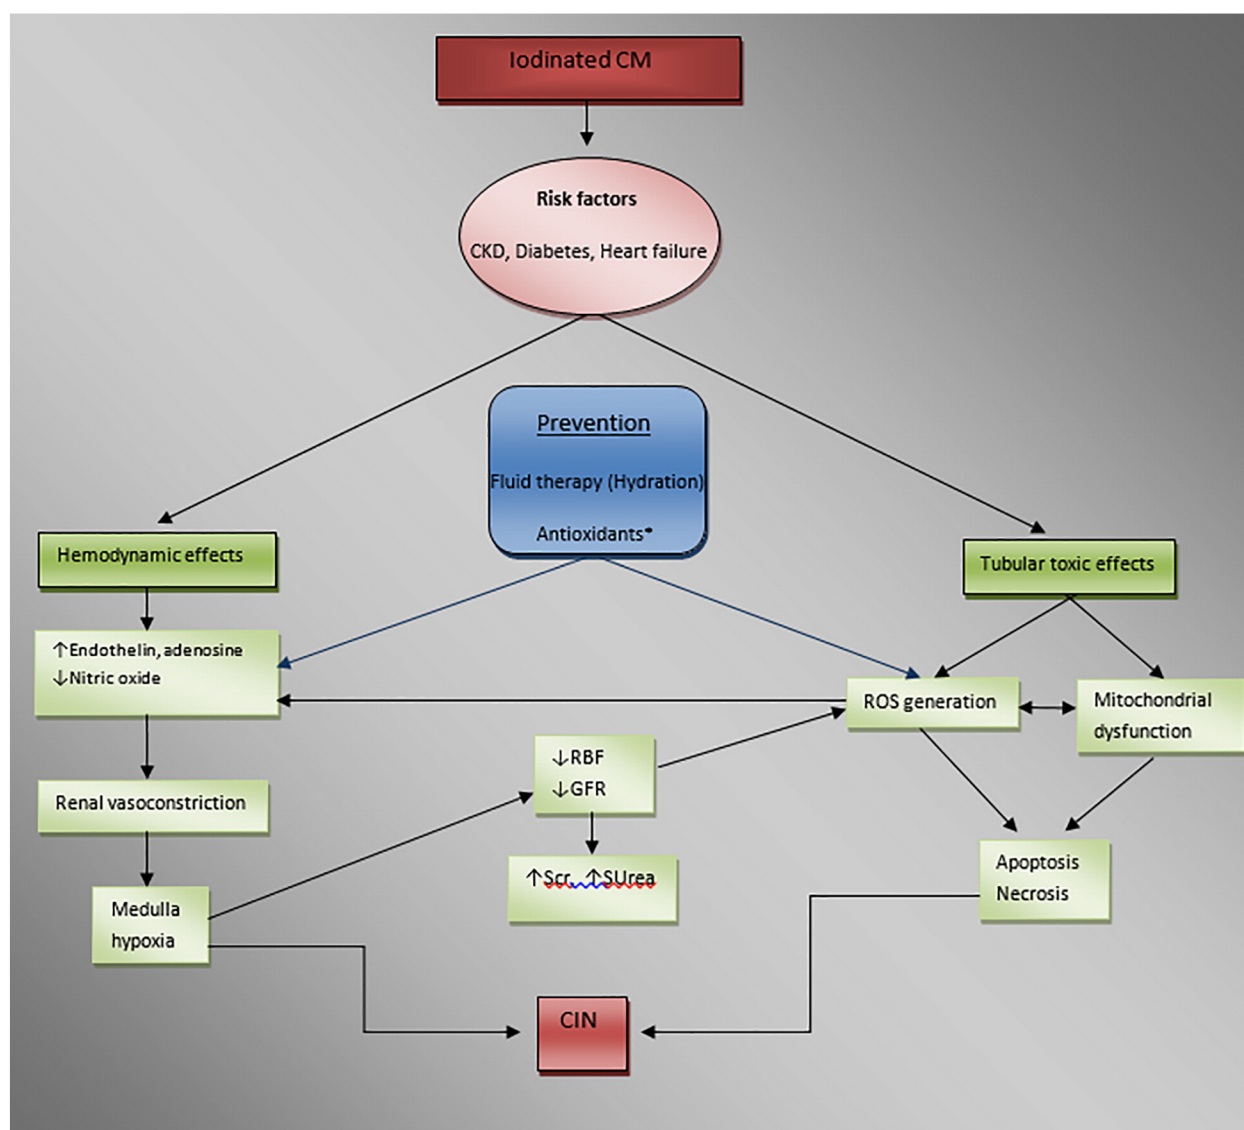 Iodinated CM
Risk factors
CKD, Diabetes, Heart failure
Prevention
Fluid therapy (Hydration)
Antioxidants*
Hemodynamic effects
Tubular toxic effects
↑Endothelin, adenosine
↓Nitric oxide
ROS generation
Mitochondrial
dysfunction
↓RBF
↓GFR
Renal vasoconstriction
↑Scr, ↑SUrea
Apoptosis
Necrosis
Medulla
hypoxia
CIN